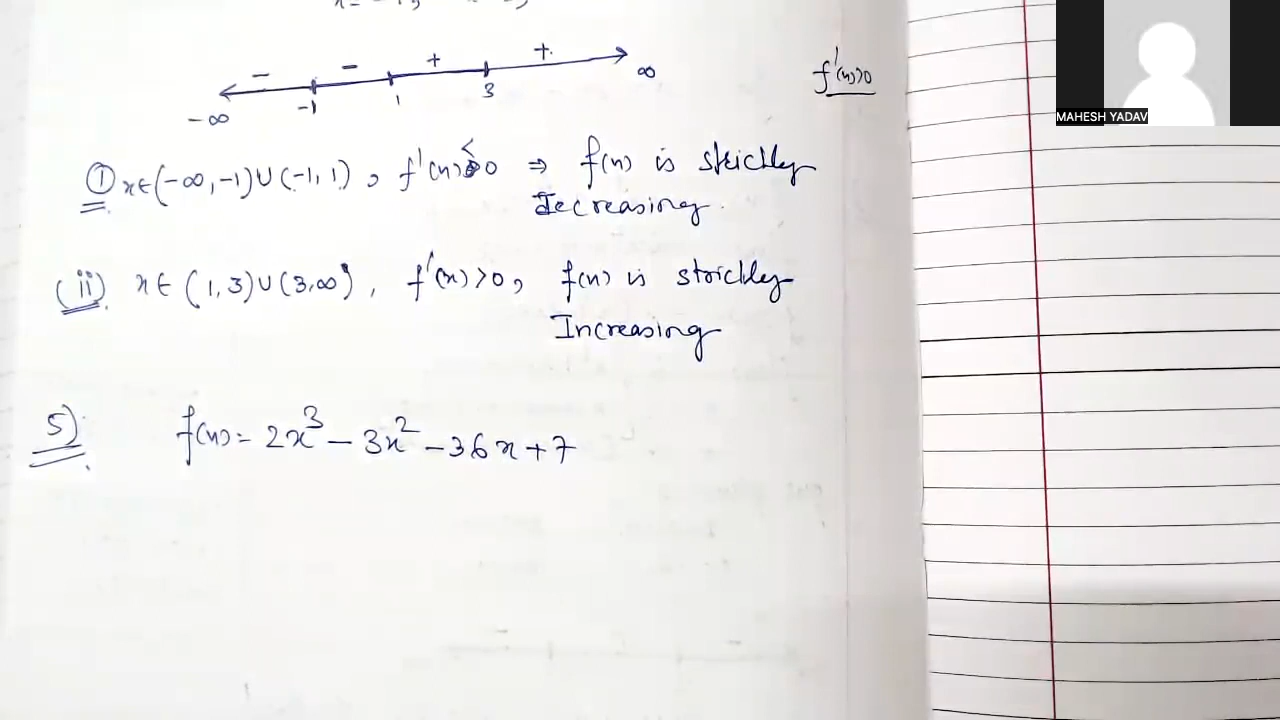 - - + +
-∞ -1 1 3 ∞
f'(x)>0
MAHESH YADAV
① x∈(-∞,-1)∪(-1,1), f'(x)<0 ⇒ f(x) is strictly
Decreasing.
(ii) x∈(1,3)∪(3,∞), f'(x)>0, f(x) is strictly
Increasing
5) f(x)=2x³-3x²-36x+7